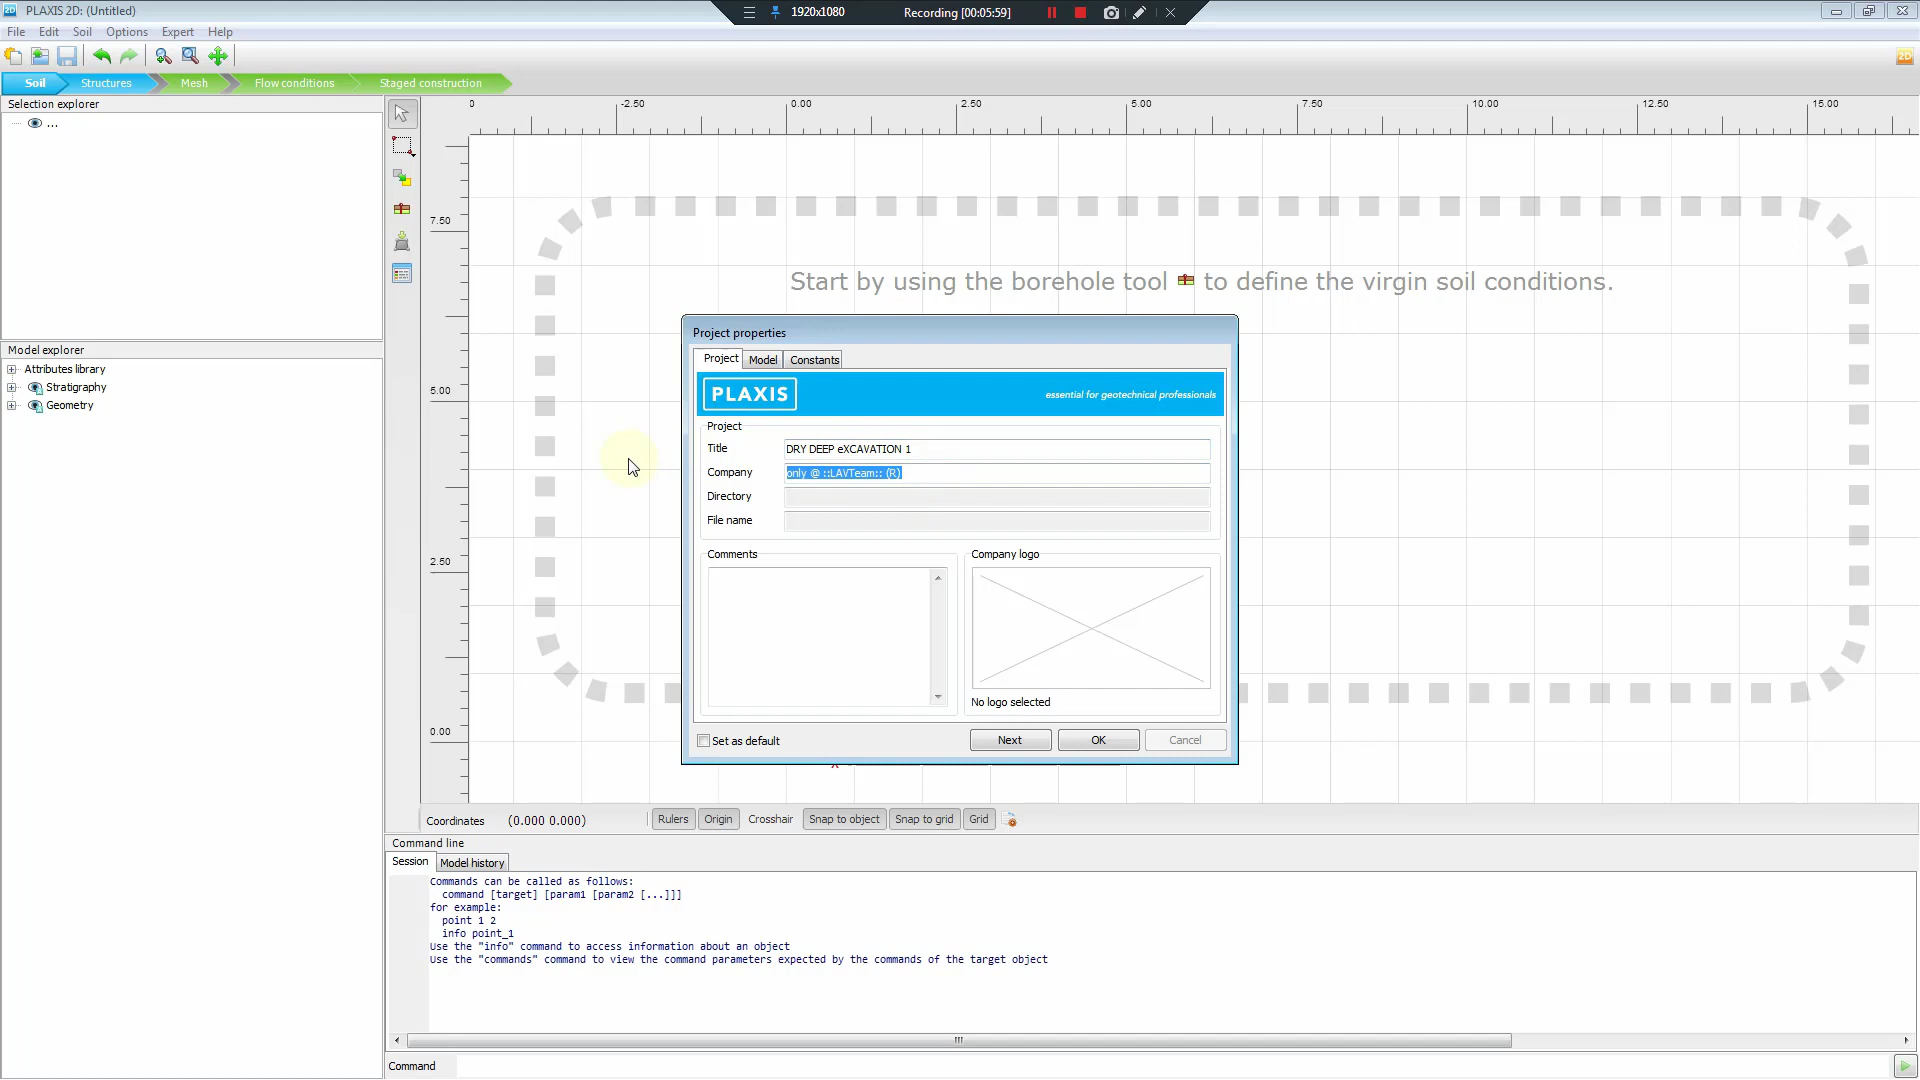 PLAXIS 2D: (Untitled)
1920x1080
Recording [00:05:59]
File Edit Soil Options Expert Help
Soil Structures Mesh Flow conditions Staged construction
Selection explorer
...
Model explorer
Attributes library
Stratigraphy
Geometry
0 -2.50 0.00 2.50 5.00 7.50 10.00 12.50 15.00
7.50
5.00
2.50
0.00
Start by using the borehole tool to define the virgin soil conditions.
Project properties
Project Model Constants
PLAXIS essential for geotechnical professionals
Project
Title DRY DEEP eXCAVATION 1
Company only @ ::LAVTeam:: (R)
Directory
File name
Comments
Company logo
No logo selected
Set as default Next OK Cancel
x
Coordinates (0.000 0.000) Rulers Origin Crosshair Snap to object Snap to grid Grid
Command line
Session Model history
Commands can be called as follows:
command [target] [param1 [param2 [...]]]
for example:
point 1 2
info point_1
Use the "info" command to access information about an object
Use the "commands" command to view the command parameters expected by the commands of the target object
Command
2D
2D